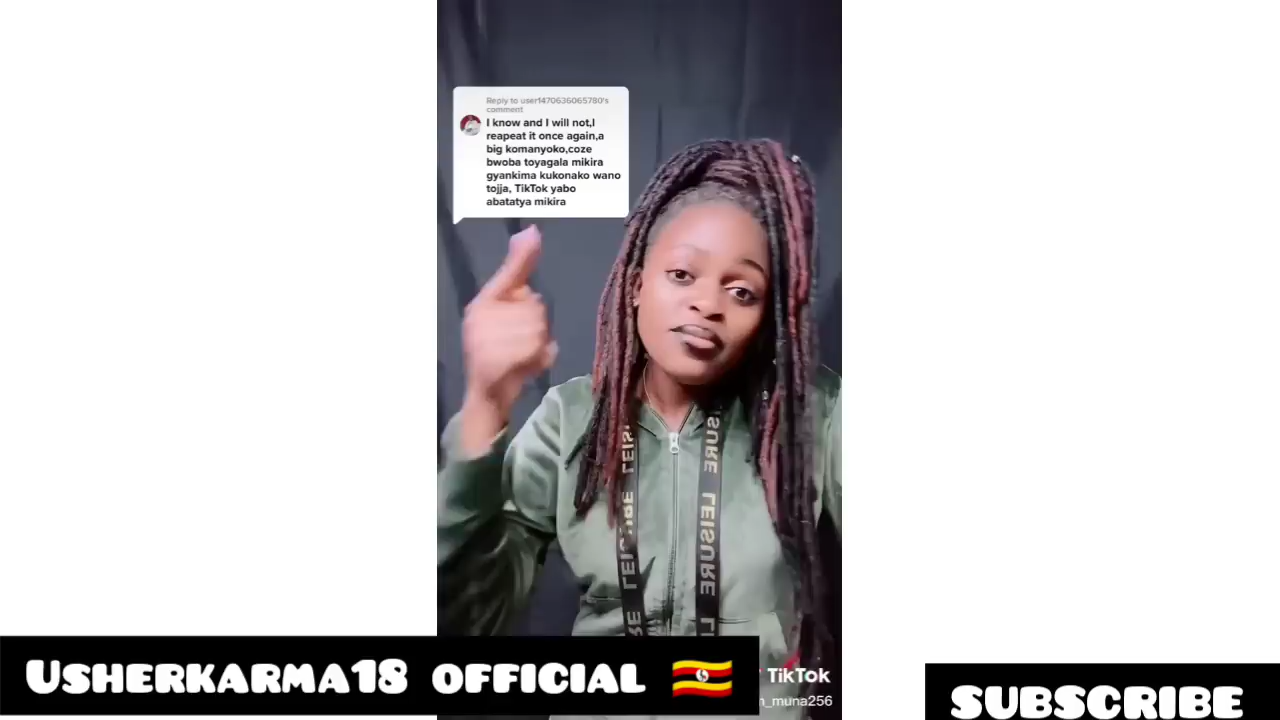 Reply to user1470636065780's
comment
I know and I will not,I
reapeat it once again,a
big komanyoko,coze
bwoba toyagala mikira
gyankima kukonako wano
tojja, TikTok yabo
abatatya mikira
LEISURE
LEISURE
USHERKARMA18 OFFICIAL
TikTok
_muna256
SUBSCRIBE